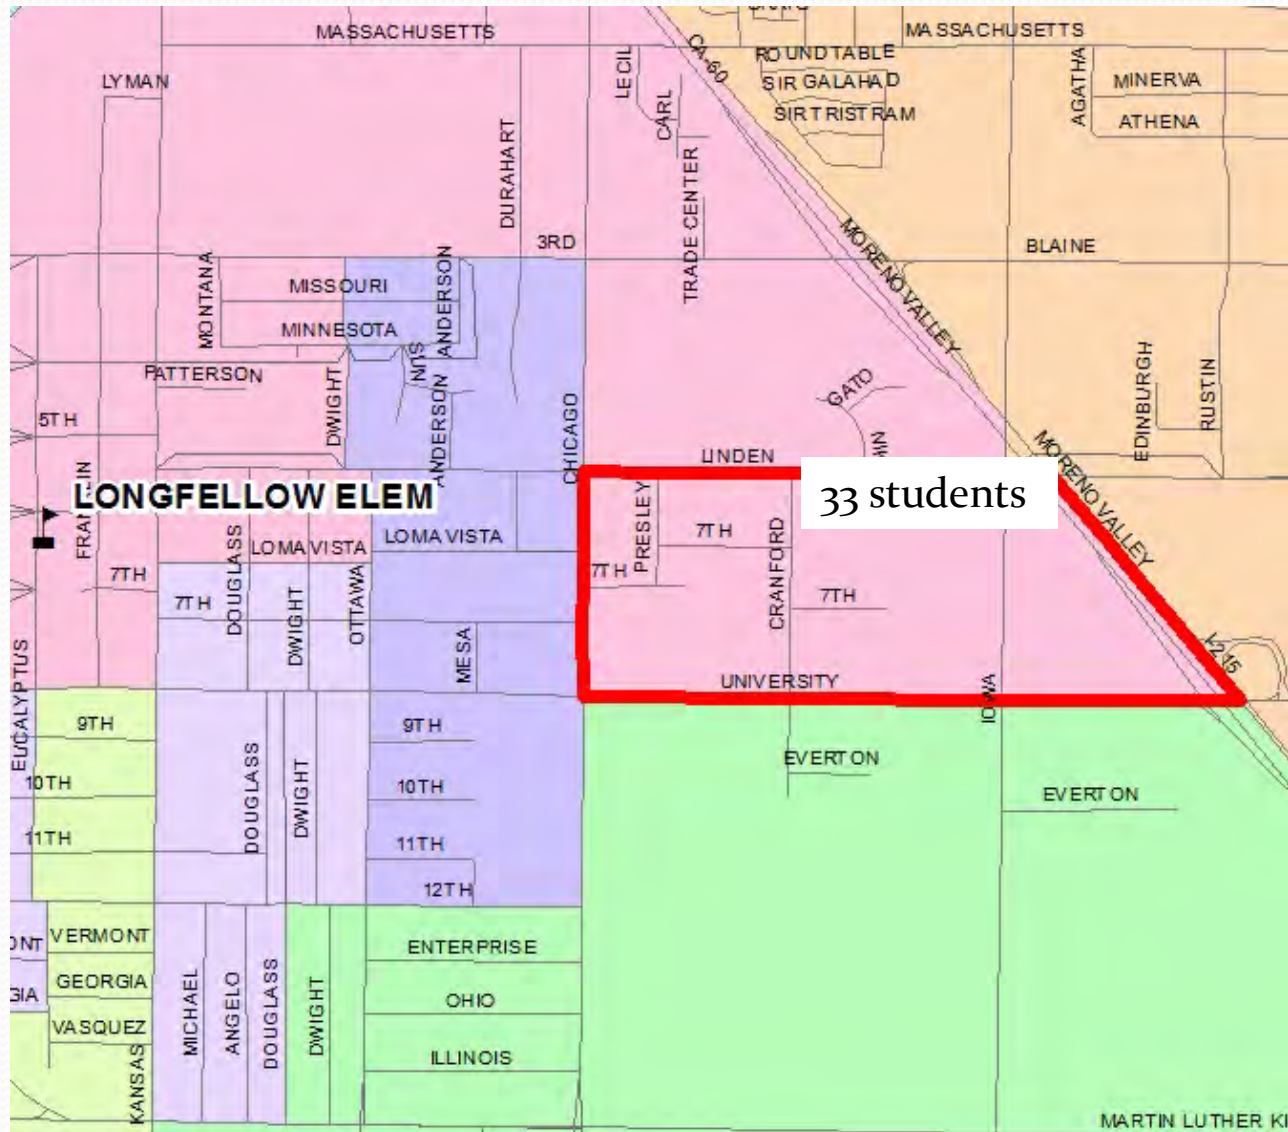 MASSACHUSETTS
MASSACHUSETTS
CA-60
ROUNDTABLE
LYMAN
LECIL
SIR GALAHAD
AGATHA
MINERVA
CARL
SIR TRISTRAM
ATHENA
DURAHART
TRADE CENTER
3RD
MORENO VALLEY
BLAINE
MONTANA
MISSOURI
ANDERSON
MINNESOTA
SUN
PATTERSON
DWIGHT
GATO
EDINBURGH
RUSTIN
5TH
ANDERSON
CHICAGO
LINDEN
MORENO VALLEY
LONGFELLOW ELEM
33 students
PRESLEY
7TH
CRANFORD
LOMA VISTA
LOMA VISTA
DOUGLASS
7TH
7TH
7TH
7TH
DWIGHT
OTTAWA
MESA
I-215
EUCALYPTUS
UNIVERSITY
IOWA
9TH
9TH
EVERTON
10TH
DOUGLASS
DWIGHT
10TH
EVERTON
11TH
11TH
12TH
VERMONT
ENTERPRISE
GEORGIA
MICHAEL
ANGELO
DOUGLASS
DWIGHT
OHIO
VASQUEZ
ILLINOIS
KANSAS
MARTIN LUTHER